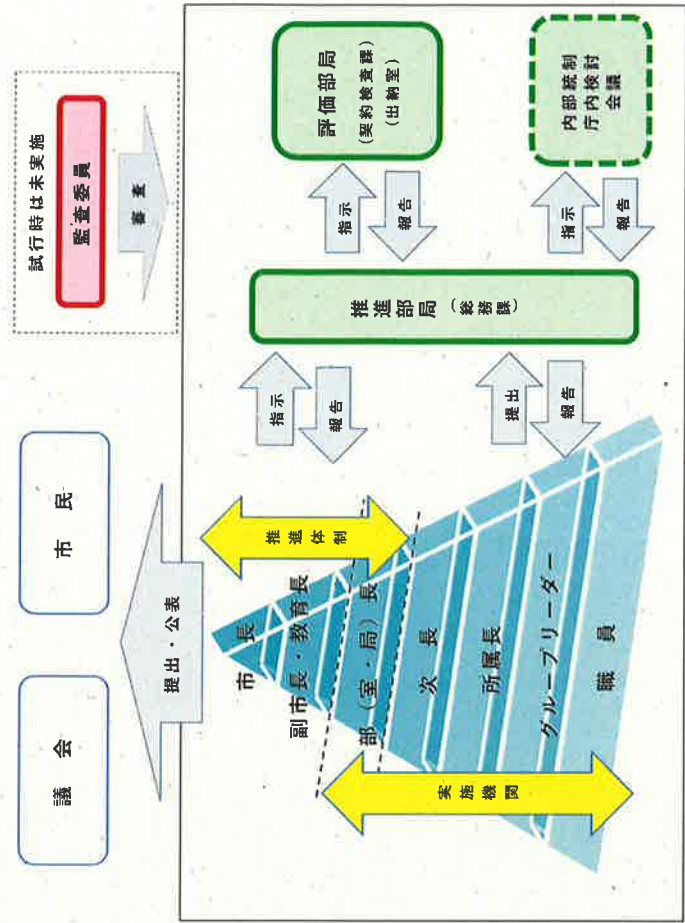 議会
市民
試行時は未実施
監査委員
審査
提出・公表
市長
副市長・教育長
部(室・局)長
次長
所属長
グループリーダー
職員
推進体制
実施機関
指示
報告
提出
報告
推進部局(総務課)
指示
報告
指示
報告
評価部局
(契約検査課)
(出納室)
内部統制
庁内検討
会議